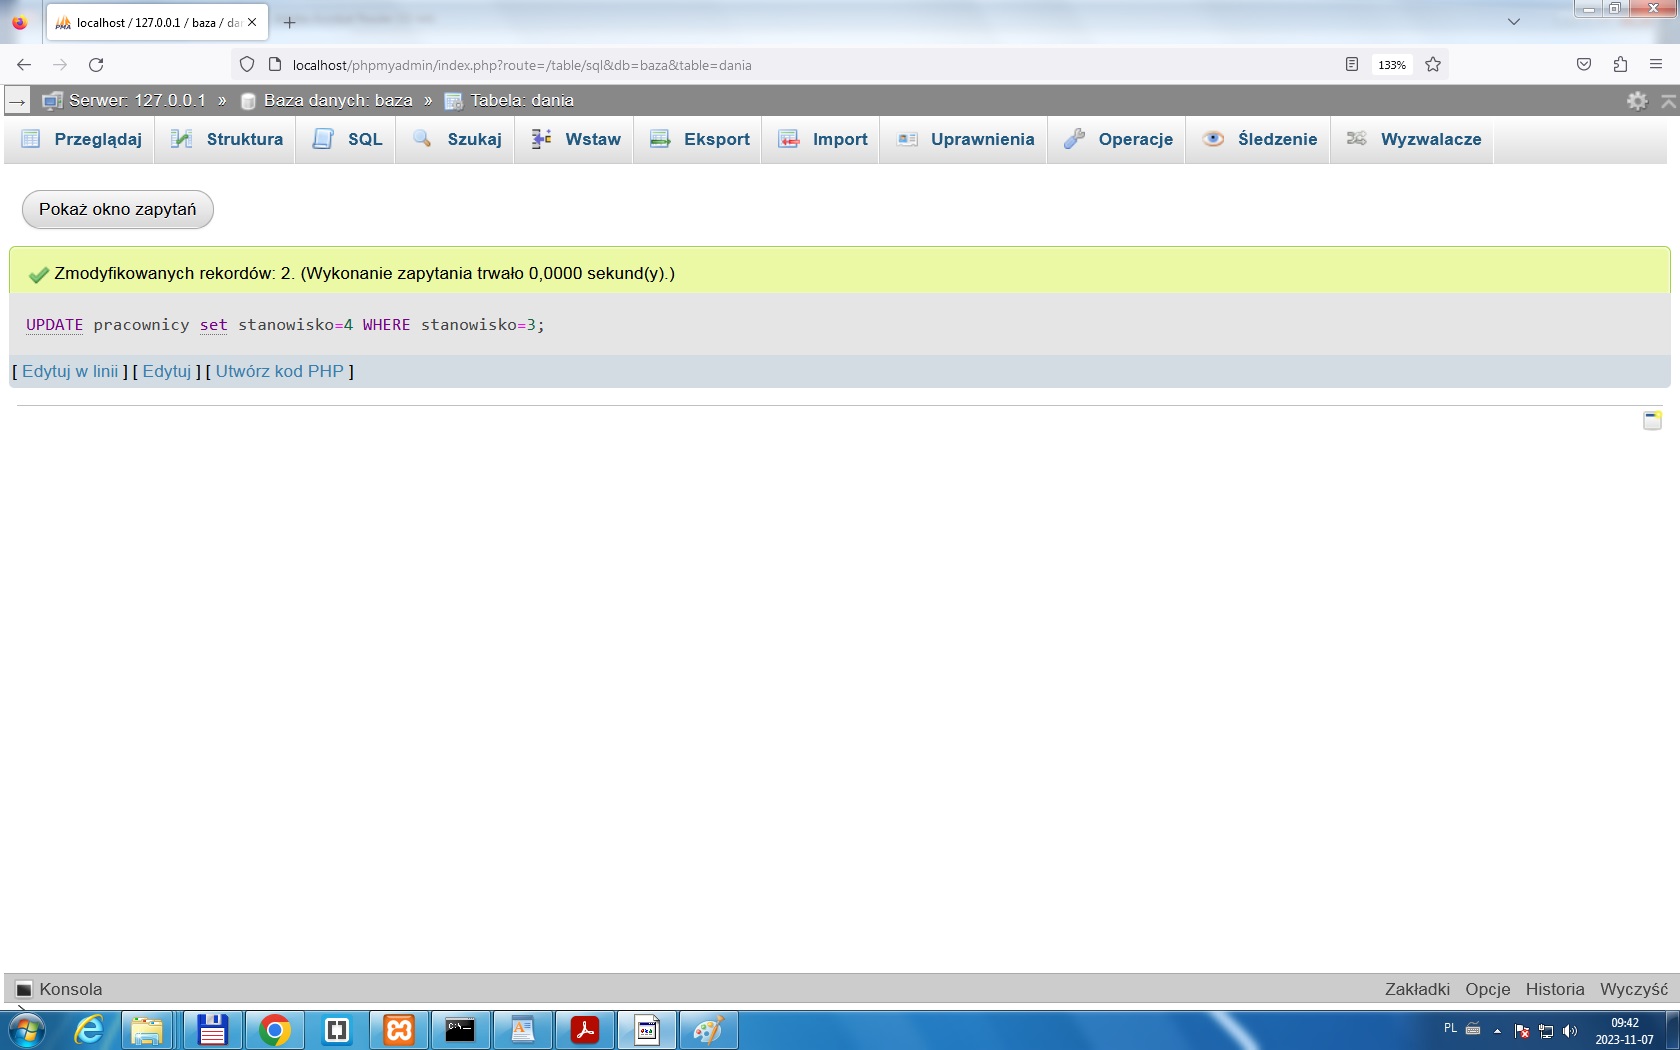 localhost / 127.0.0.1 / baza / da
localhost/phpmyadmin/index.php?route=/table/sql&db=baza&table=dania
133%
Serwer: 127.0.0.1 » Baza danych: baza » Tabela: dania
Przeglądaj Struktura SQL Szukaj Wstaw Eksport Import Uprawnienia Operacje Śledzenie Wyzwalacze
Pokaż okno zapytań
Zmodyfikowanych rekordów: 2. (Wykonanie zapytania trwało 0,0000 sekund(y).)
UPDATE pracownicy set stanowisko=4 WHERE stanowisko=3;
[ Edytuj w linii ] [ Edytuj ] [ Utwórz kod PHP ]
Konsola
Zakładki Opcje Historia Wyczyść
PL
09:42
2023-11-07